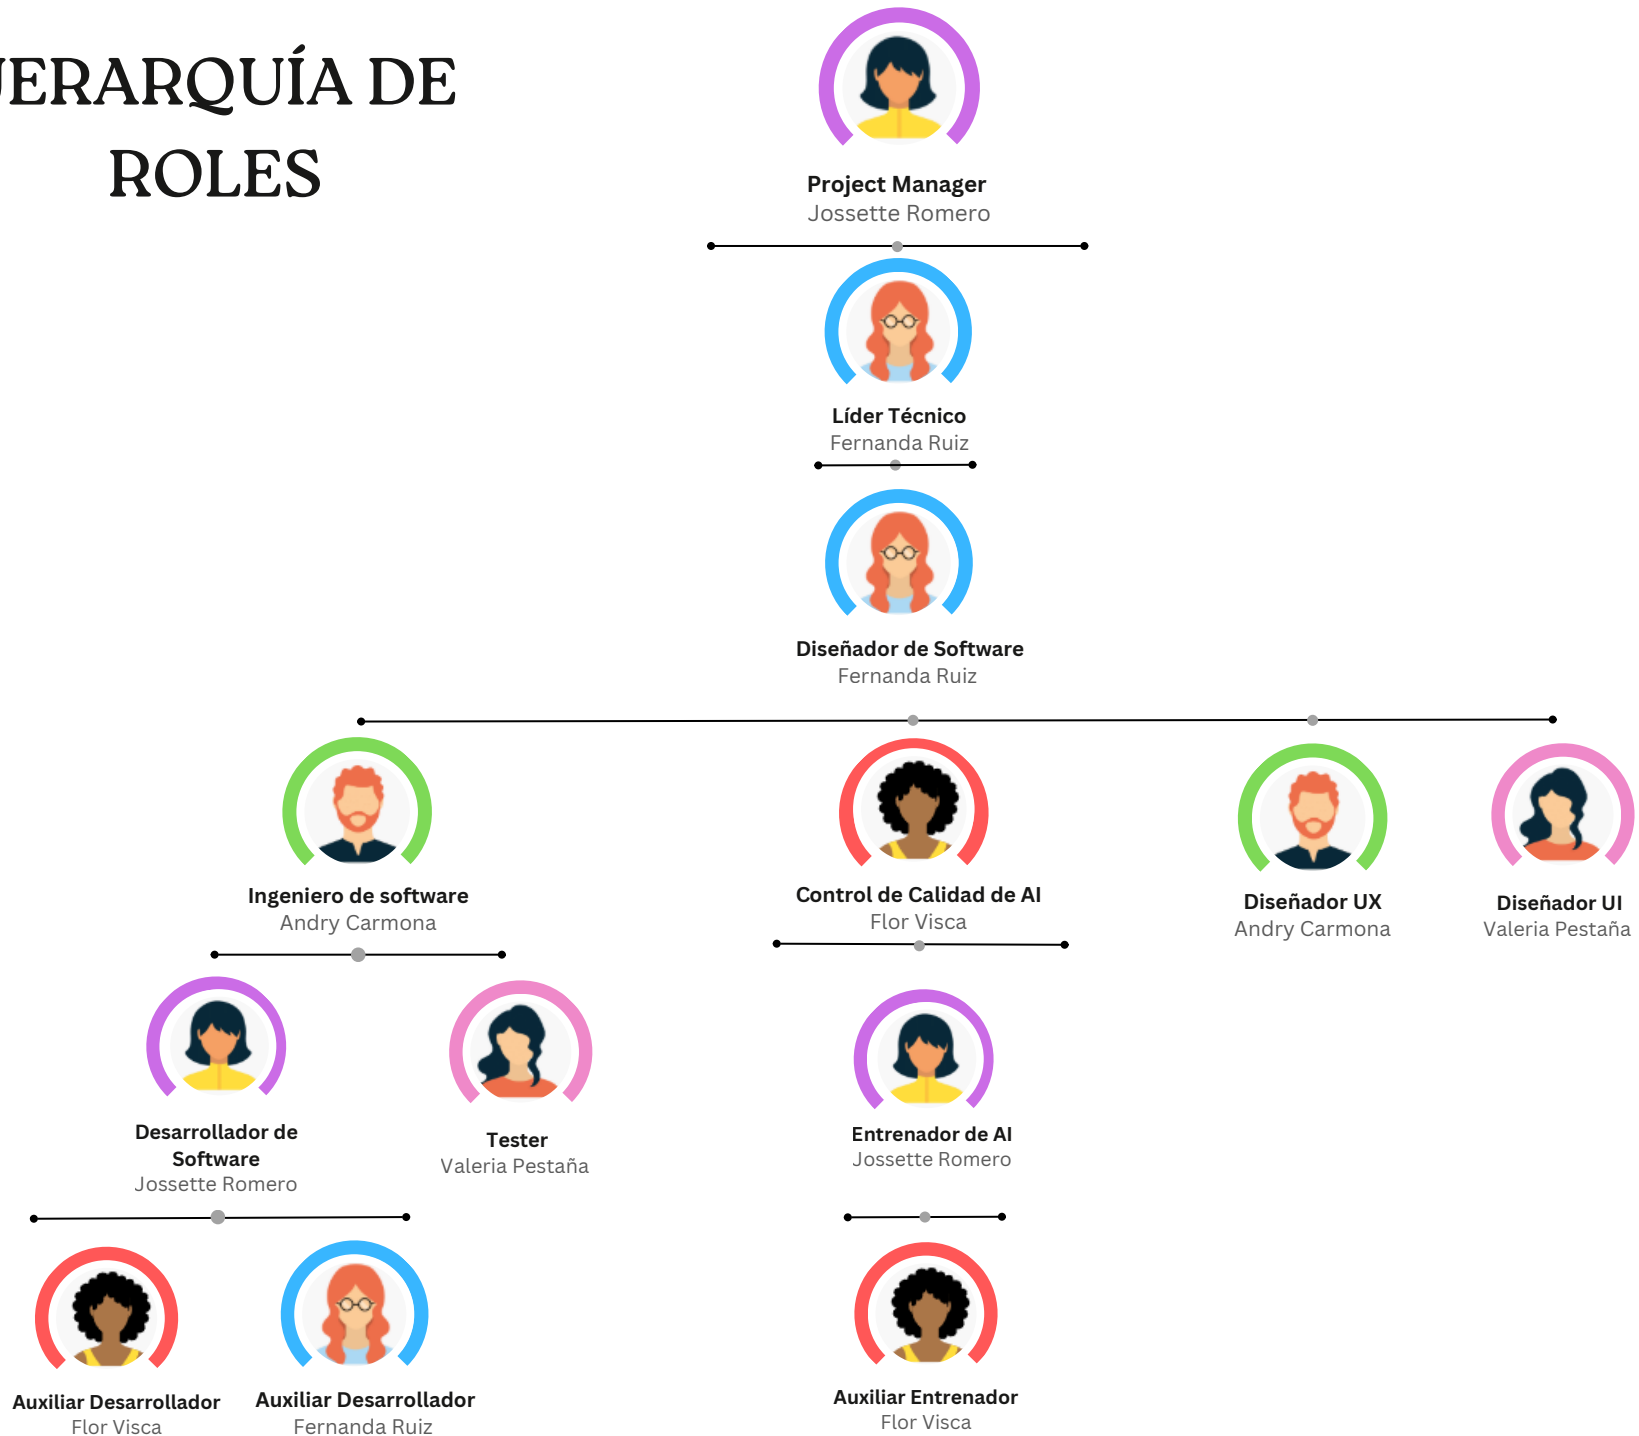 JERARQUÍA DE
ROLES
Project Manager
Jossette Romero
Líder Técnico
Fernanda Ruiz
Diseñador de Software
Fernanda Ruiz
Ingeniero de software
Andry Carmona
Control de Calidad de AI
Flor Visca
Diseñador UX
Andry Carmona
Diseñador UI
Valeria Pestaña
Desarrollador de
Software
Jossette Romero
Tester
Valeria Pestaña
Entrenador de AI
Jossette Romero
Auxiliar Desarrollador
Flor Visca
Auxiliar Desarrollador
Fernanda Ruiz
Auxiliar Entrenador
Flor Visca